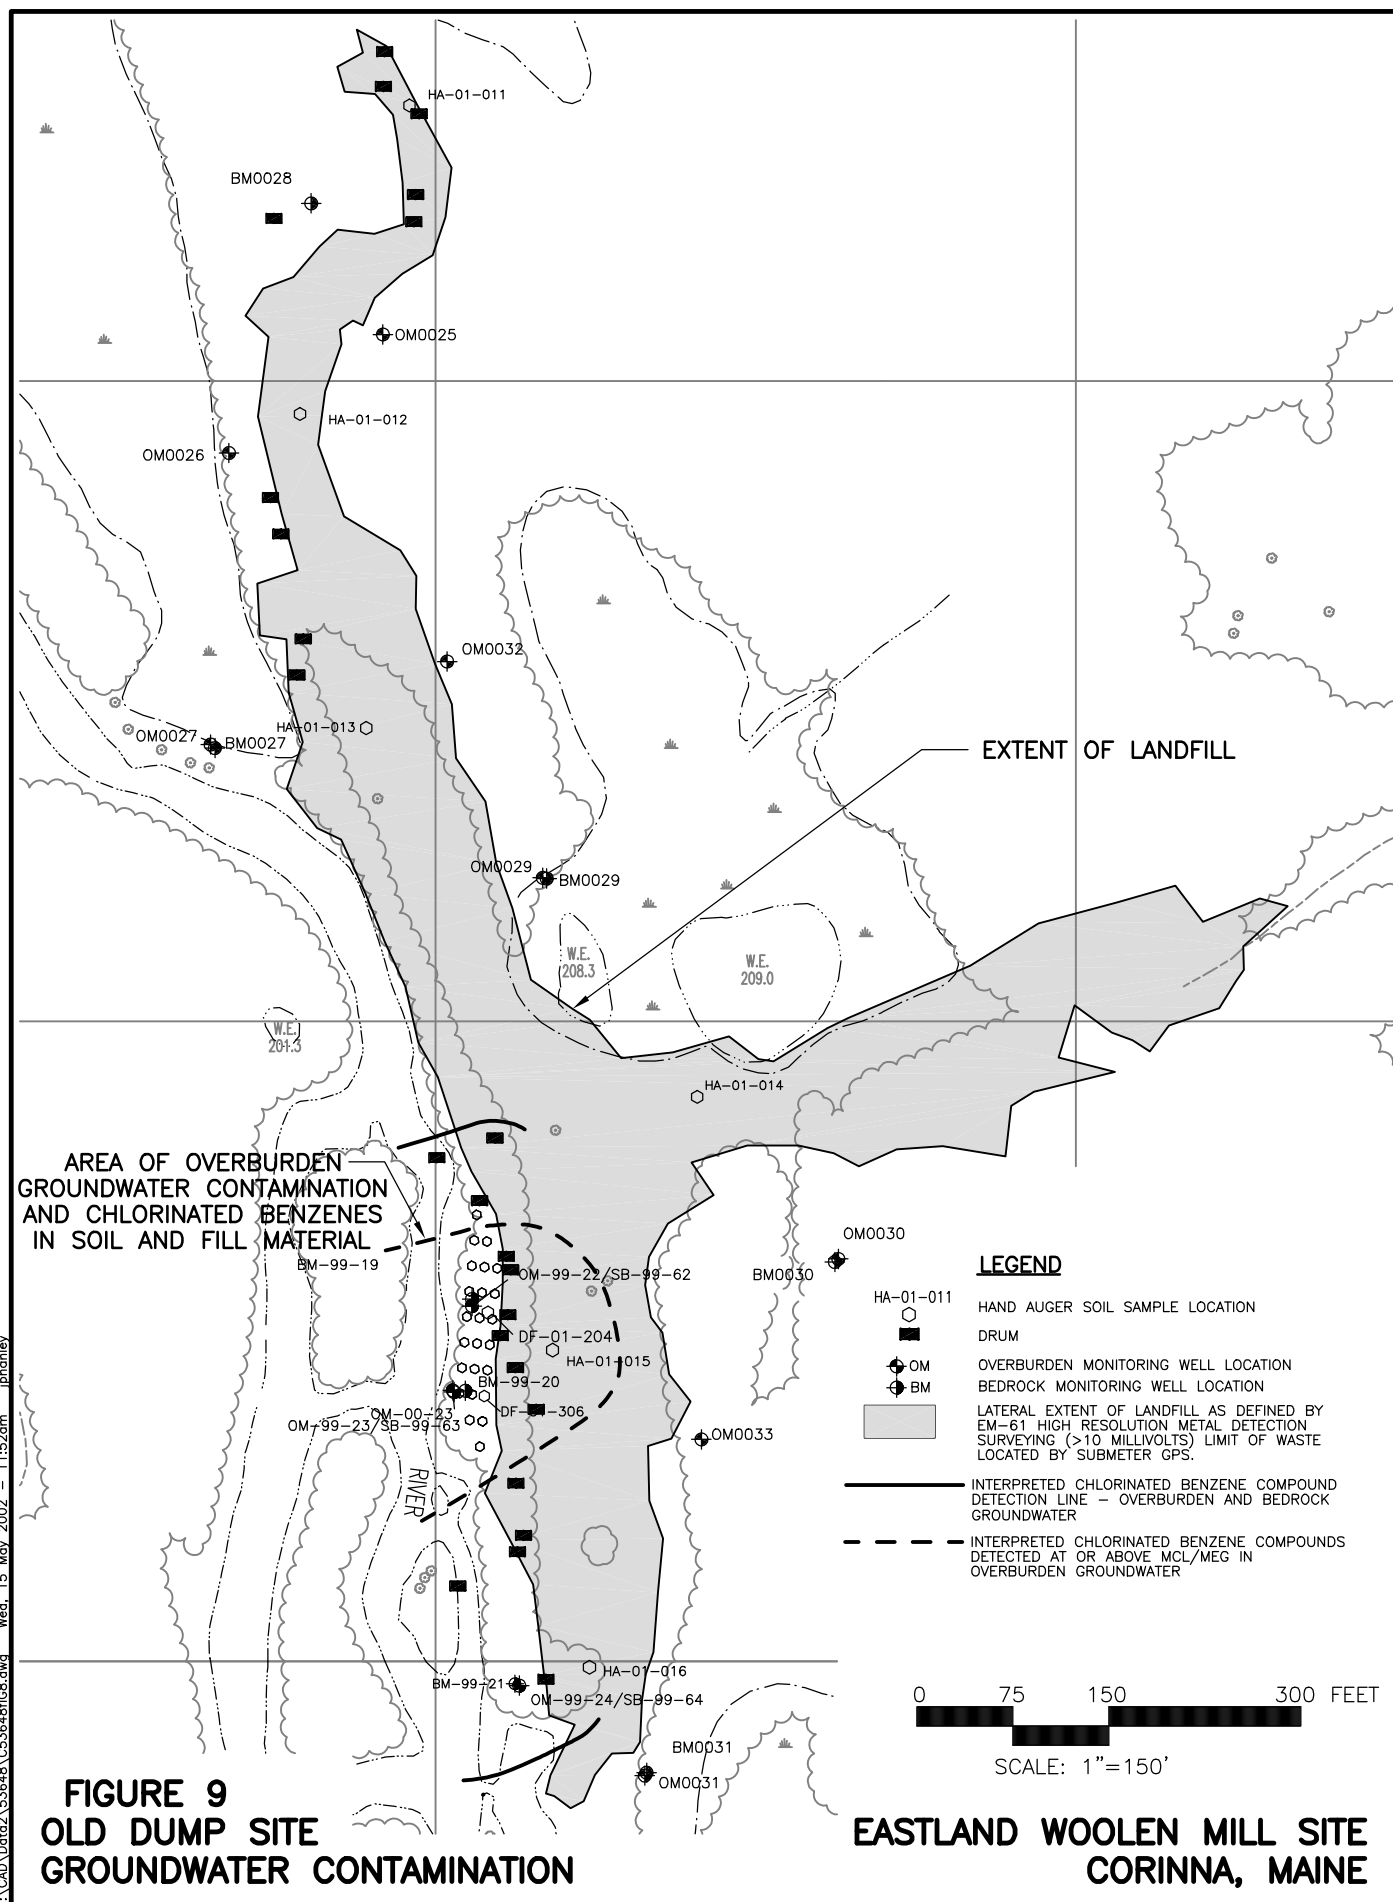 HA-01-011
BM0028
OM0025
HA-01-012
OM0026
OM0032
HA-01-013
OM0027
BM0027
EXTENT OF LANDFILL
OM0029
BM0029
W.E.
208.3
W.E.
209.0
W.E.
201.3
HA-01-014
AREA OF OVERBURDEN
GROUNDWATER CONTAMINATION
AND CHLORINATED BENZENES
IN SOIL AND FILL MATERIAL
BM-99-19
OM-99-22/SB-99-62
DF-01-204
HA-01-015
BM-99-20
OM-00-23
OM-99-23/SB-99-63
RIVER
OM0030
BM0030
OM0033
HA-01-016
BM-99-21
OM-99-24/SB-99-64
BM0031
OM0031
LEGEND
HA-01-011
HAND AUGER SOIL SAMPLE LOCATION
DRUM
OM OVERBURDEN MONITORING WELL LOCATION
BM BEDROCK MONITORING WELL LOCATION
LATERAL EXTENT OF LANDFILL AS DEFINED BY
EM-61 HIGH RESOLUTION METAL DETECTION
SURVEYING (>10 MILLIVOLTS) LIMIT OF WASTE
LOCATED BY SUBMETER GPS.
INTERPRETED CHLORINATED BENZENE COMPOUND
DETECTION LINE – OVERBURDEN AND BEDROCK
GROUNDWATER
INTERPRETED CHLORINATED BENZENE COMPOUNDS
DETECTED AT OR ABOVE MCL/MEG IN
OVERBURDEN GROUNDWATER
0 75 150 300 FEET
SCALE: 1"=150'
FIGURE 9
OLD DUMP SITE
GROUNDWATER CONTAMINATION
EASTLAND WOOLEN MILL SITE
CORINNA, MAINE
Wed, 15 May 2002 – 11:52am jphanley